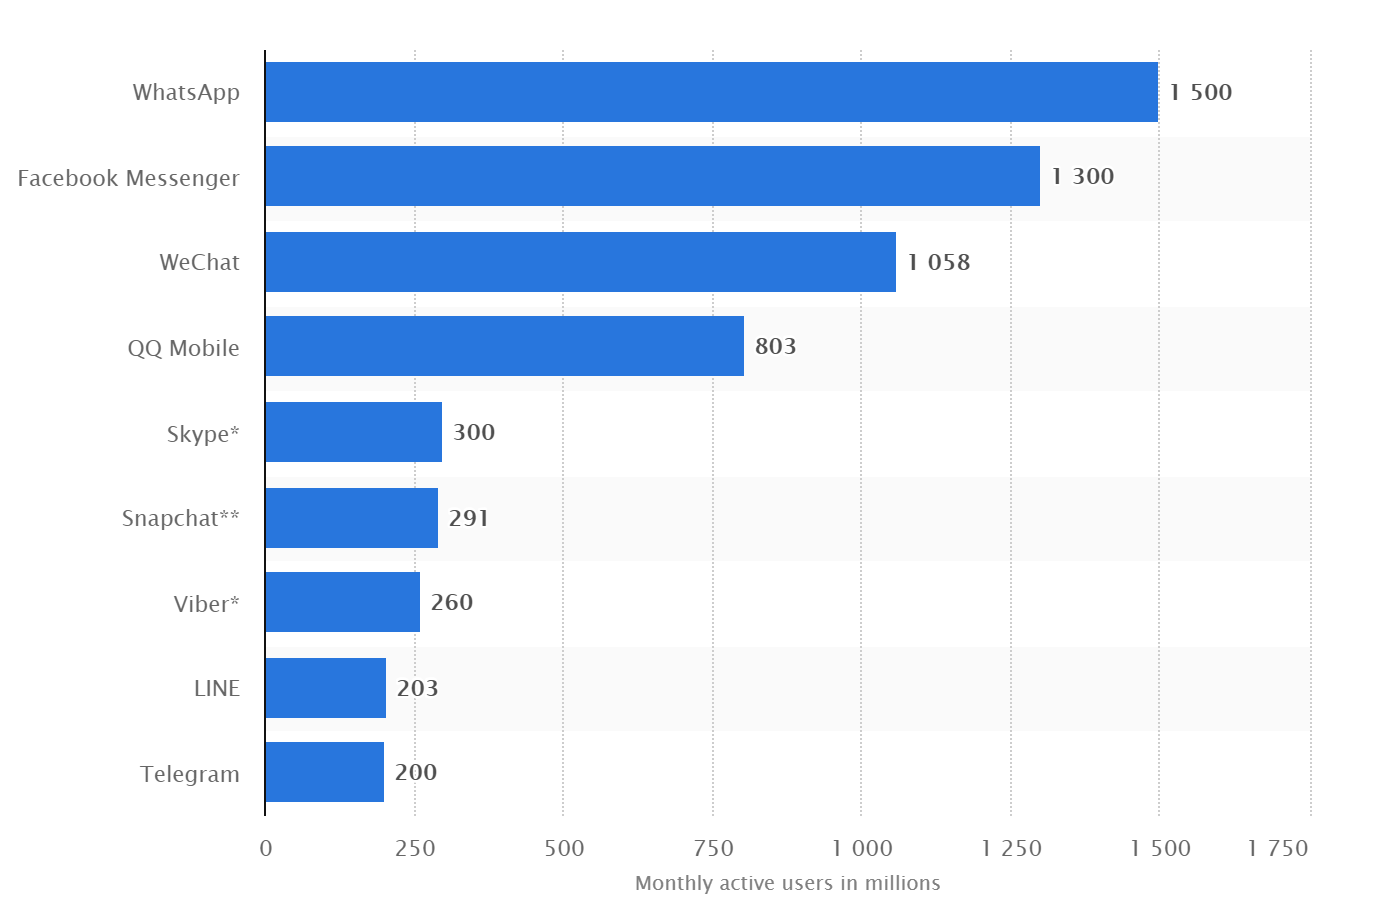 WhatsApp 1 500
Facebook Messenger 1 300
WeChat 1 058
QQ Mobile 803
Skype* 300
Snapchat** 291
Viber* 260
LINE 203
Telegram 200
0 250 500 750 1 000 1 250 1 500 1 750
Monthly active users in millions